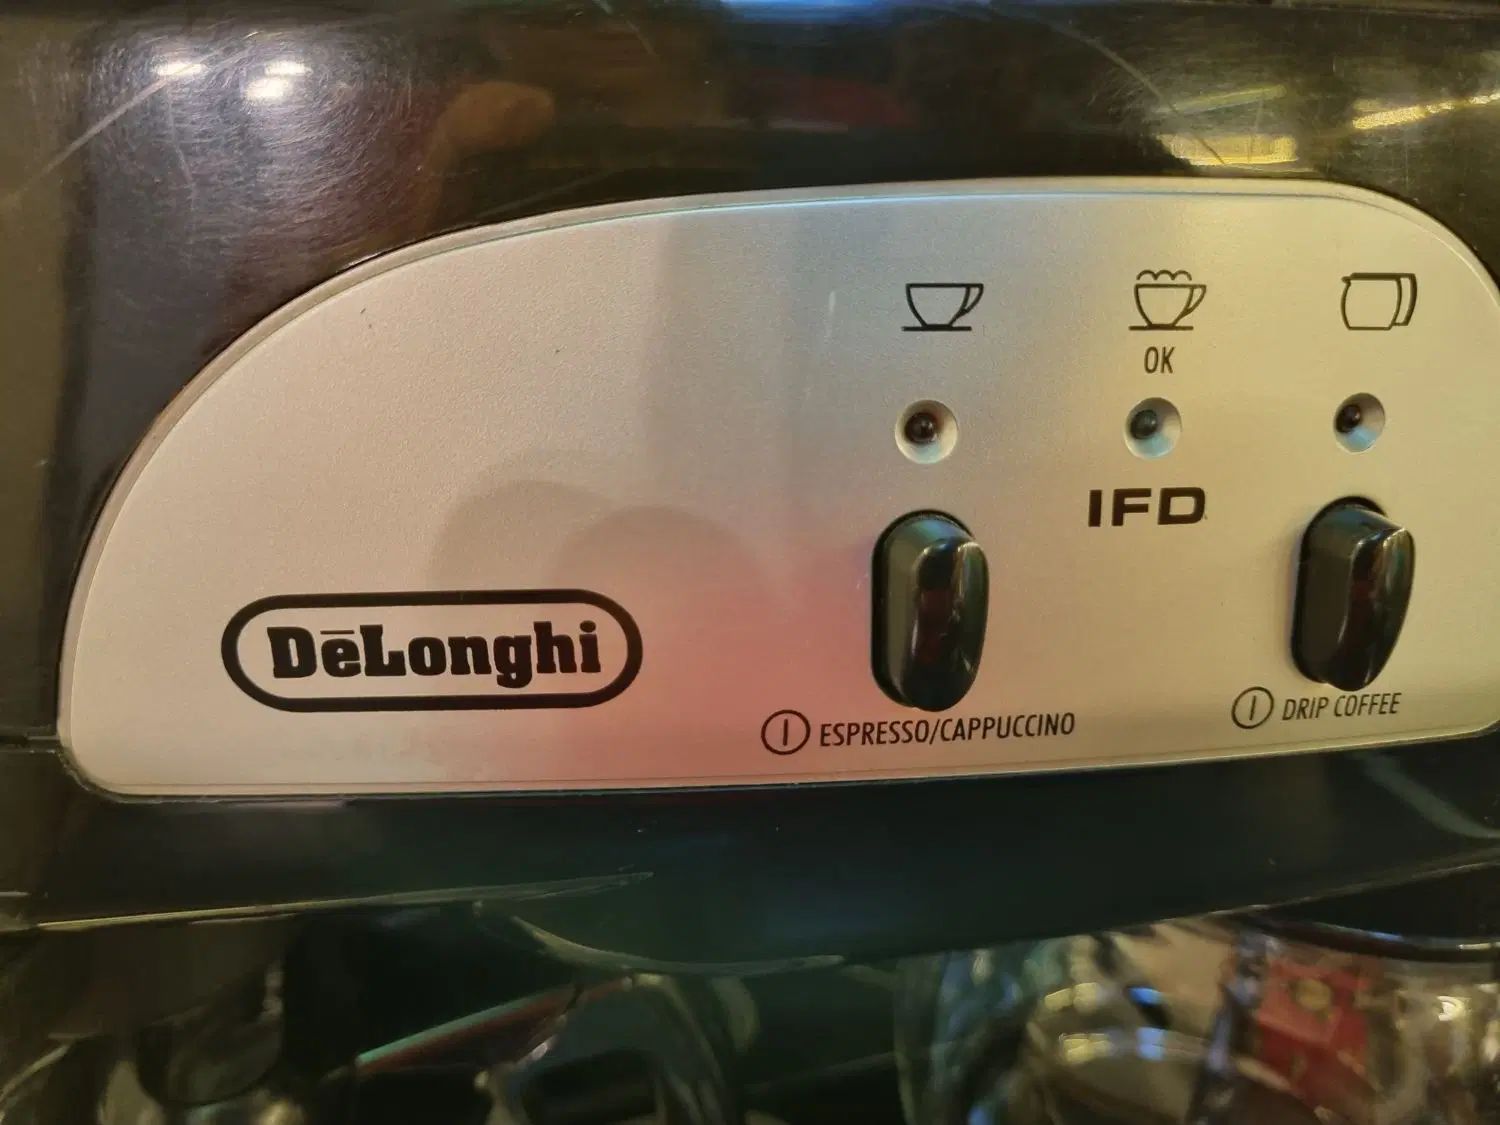 OK
IFD
DēLonghi
ESPRESSO/CAPPUCCINO
DRIP COFFEE